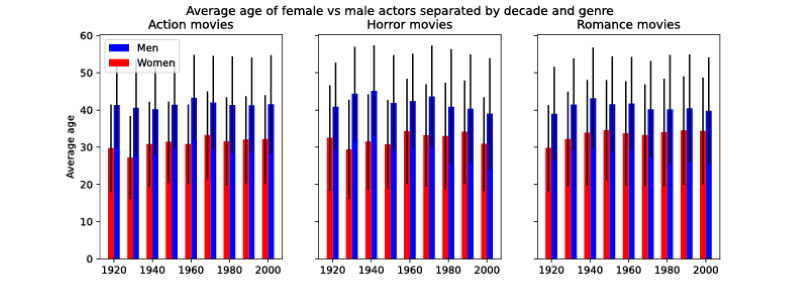 Average age of female vs male actors separated by decade and genre
Action movies
Horror movies
Romance movies
Average age
60
50
40
30
20
10
0
Men
Women
1920 1940 1960 1980 2000
1920 1940 1960 1980 2000
1920 1940 1960 1980 2000